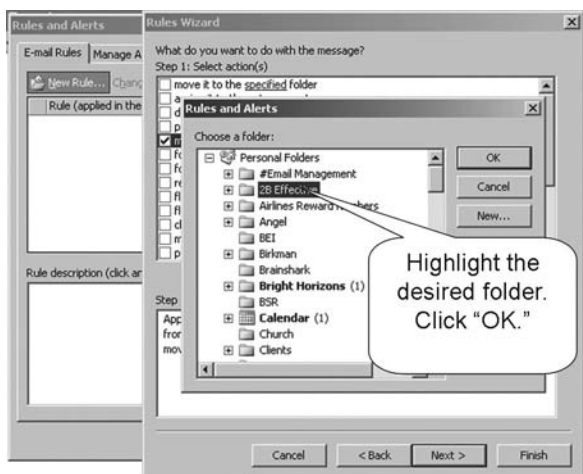 Rules and Alerts
E-mail Rules
Manage A
New Rule...
Chang
Rule (applied in the
Rule description (click ar
Rules Wizard
What do you want to do with the message?
Step 1: Select action(s)
move it to the specified folder
Rules and Alerts
Choose a folder:
Personal Folders
#Email Management
2B Effective
Airlines Reward Numbers
Angel
BEI
Birkman
Brainshark
Bright Horizons (1)
BSR
Calendar (1)
Church
Clients
OK
Cancel
New...
Highlight the
desired folder.
Click “OK.”
Step
App
from
mov
Cancel
< Back
Next >
Finish